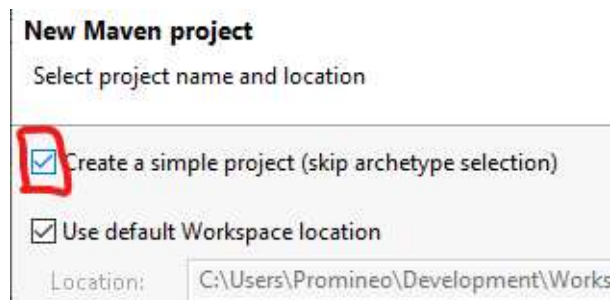 New Maven project
Select project name and location
Create a simple project (skip archetype selection)
Use default Workspace location
Location: C:\Users\Promineo\Development\Works